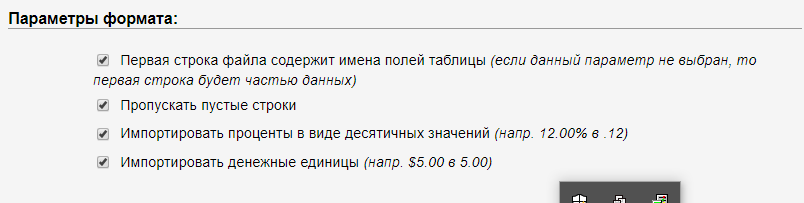 Параметры формата:
Первая строка файла содержит имена полей таблицы (если данный параметр не выбран, то
первая строка будет частью данных)
Пропускать пустые строки
Импортировать проценты в виде десятичных значений (напр. 12.00% в .12)
Импортировать денежные единицы (напр. $5.00 в 5.00)